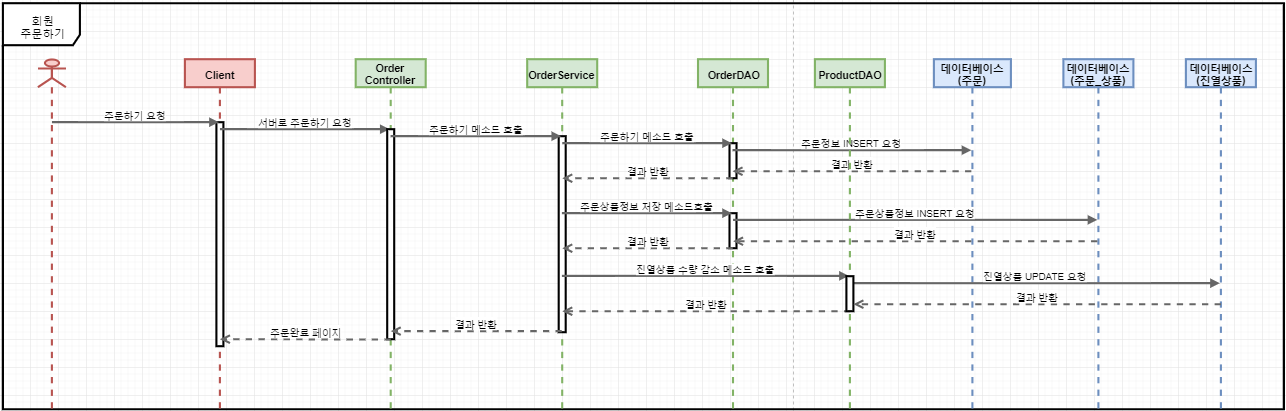 회원
주문하기
Client
Order
Controller
OrderService
OrderDAO
ProductDAO
데이터베이스
(주문)
데이터베이스
(주문_상품)
데이터베이스
(진열상품)
주문하기 요청
서버로 주문하기 요청
주문하기 메소드 호출
주문하기 메소드 호출
주문정보 INSERT 요청
결과 반환
결과 반환
주문상품정보 저장 메소드호출
주문상품정보 INSERT 요청
결과 반환
결과 반환
진열상품 수량 감소 메소드 호출
진열상품 UPDATE 요청
결과 반환
결과 반환
결과 반환
주문완료 페이지